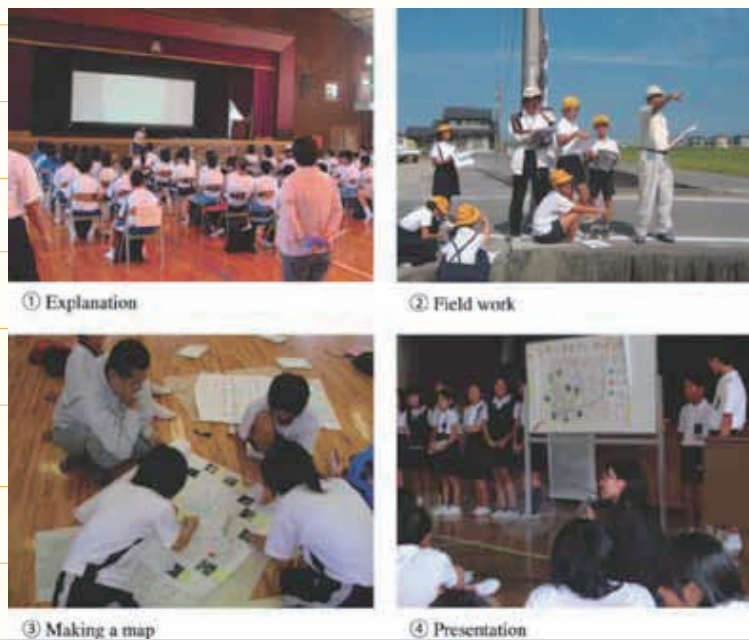 ① Explanation
② Field work
③ Making a map
④ Presentation